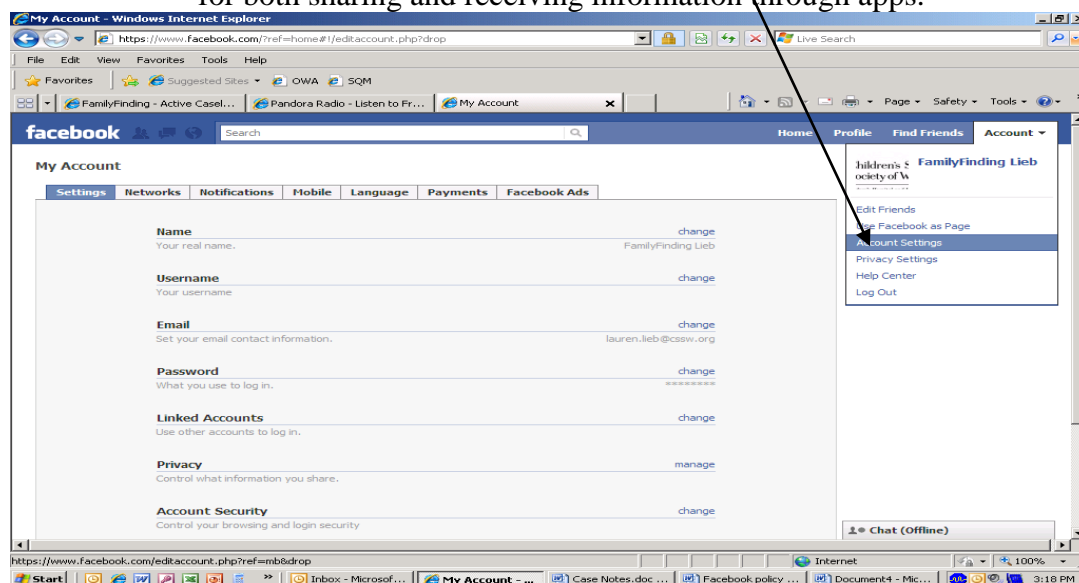 for both sharing and receiving information through apps.
My Account - Windows Internet Explorer
https://www.facebook.com/?ref=home#!/editaccount.php?drop
Live Search
File Edit View Favorites Tools Help
Favorites Suggested Sites OWA SQM
FamilyFinding - Active Casel... Pandora Radio - Listen to Fr... My Account Page Safety Tools
facebook Search Home Profile Find Friends Account
My Account
Settings Networks Notifications Mobile Language Payments Facebook Ads
FamilyFinding Lieb
hildren's S
ociety of W
Edit Friends
Use Facebook as Page
Account Settings
Privacy Settings
Help Center
Log Out
Name change
Your real name. FamilyFinding Lieb
Username change
Your username
Email change
Set your email contact information. lauren.lieb@cssw.org
Password change
What you use to log in. ********
Linked Accounts change
Use other accounts to log in.
Privacy manage
Control what information you share.
Account Security change
Control your browsing and login security
Chat (Offline)
https://www.facebook.com/editaccount.php?ref=mb&drop Internet 100%
Start Inbox - Microsof... My Account - ... Case Notes.doc ... Facebook policy ... Document4 - Mic... 3:18 PM